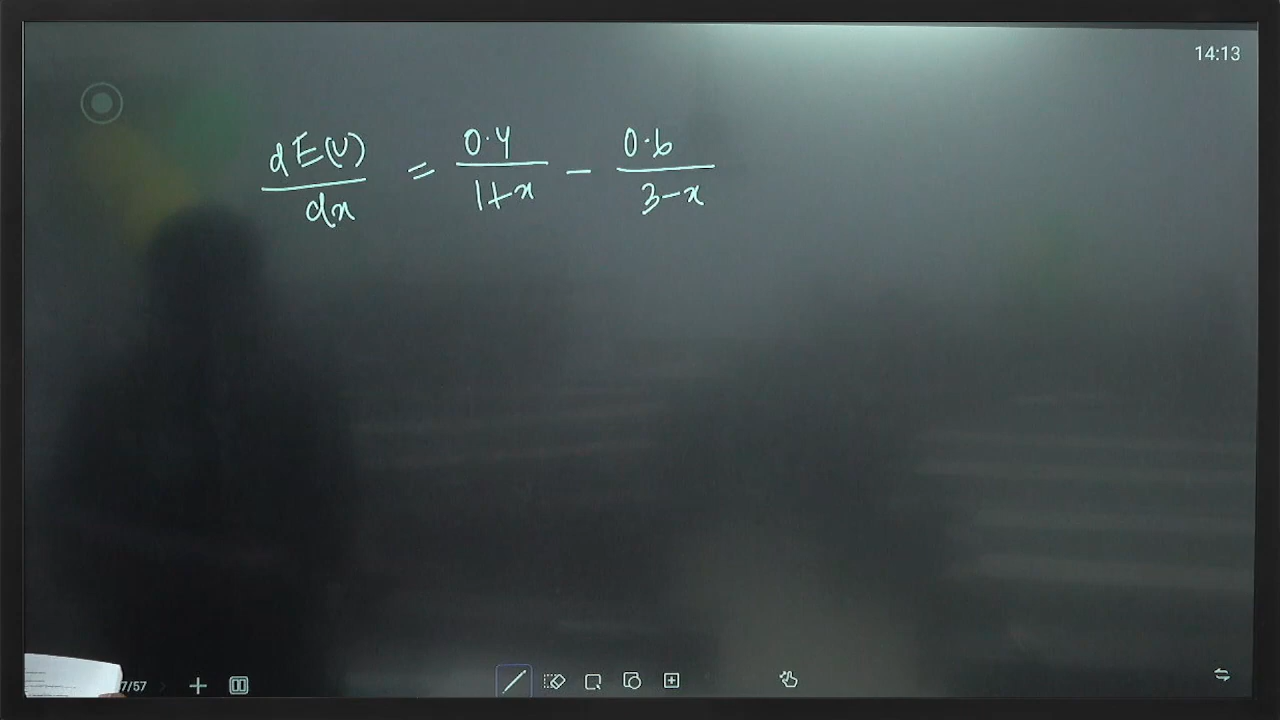 14:13
dE(U)/dx = 0.4/1+x - 0.6/3-x
7/57